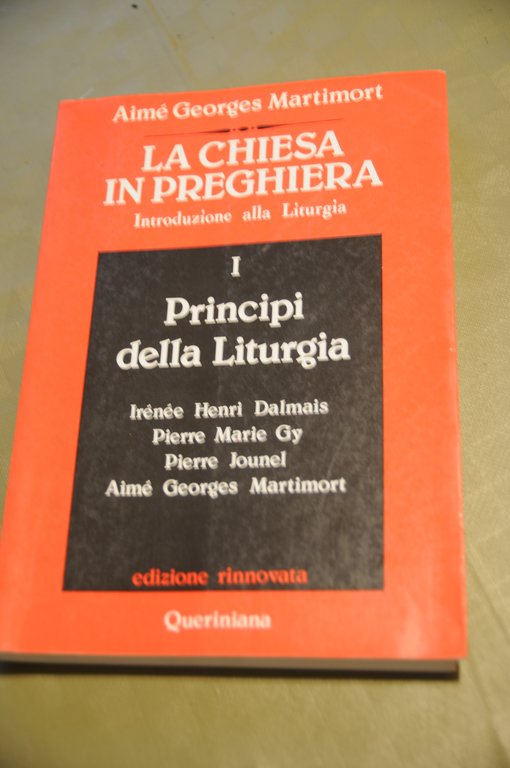 Aimé Georges Martimort
LA CHIESA
IN PREGHIERA
Introduzione alla Liturgia
I
Principi
della Liturgia
Irénée Henri Dalmais
Pierre Marie Gy
Pierre Jounel
Aimé Georges Martimort
edizione rinnovata
Queriniana